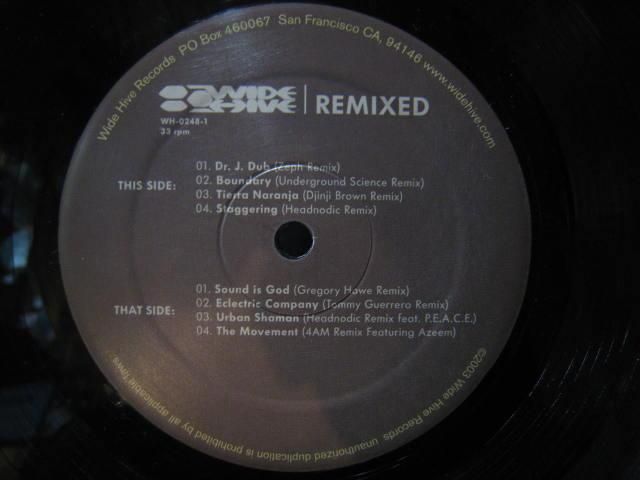 Wide Hive Records PO Box 460067 San Francisco CA, 94146 www.widehive.com
WIDE HIVE | REMIXED
WH-0248-1
33 rpm
THIS SIDE:
01. Dr. J. Dub (Zeph Remix)
02. Boundary (Underground Science Remix)
03. Tierra Naranja (Djinji Brown Remix)
04. Staggering (Headnodic Remix)
THAT SIDE:
01. Sound is God (Gregory Howe Remix)
02. Eclectric Company (Tommy Guerrero Remix)
03. Urban Shaman (Headnodic Remix feat. P.E.A.C.E.)
04. The Movement (4AM Remix Featuring Azeem)
©2003 Wide Hive Records unauthorized duplication is prohibited by all applicable laws